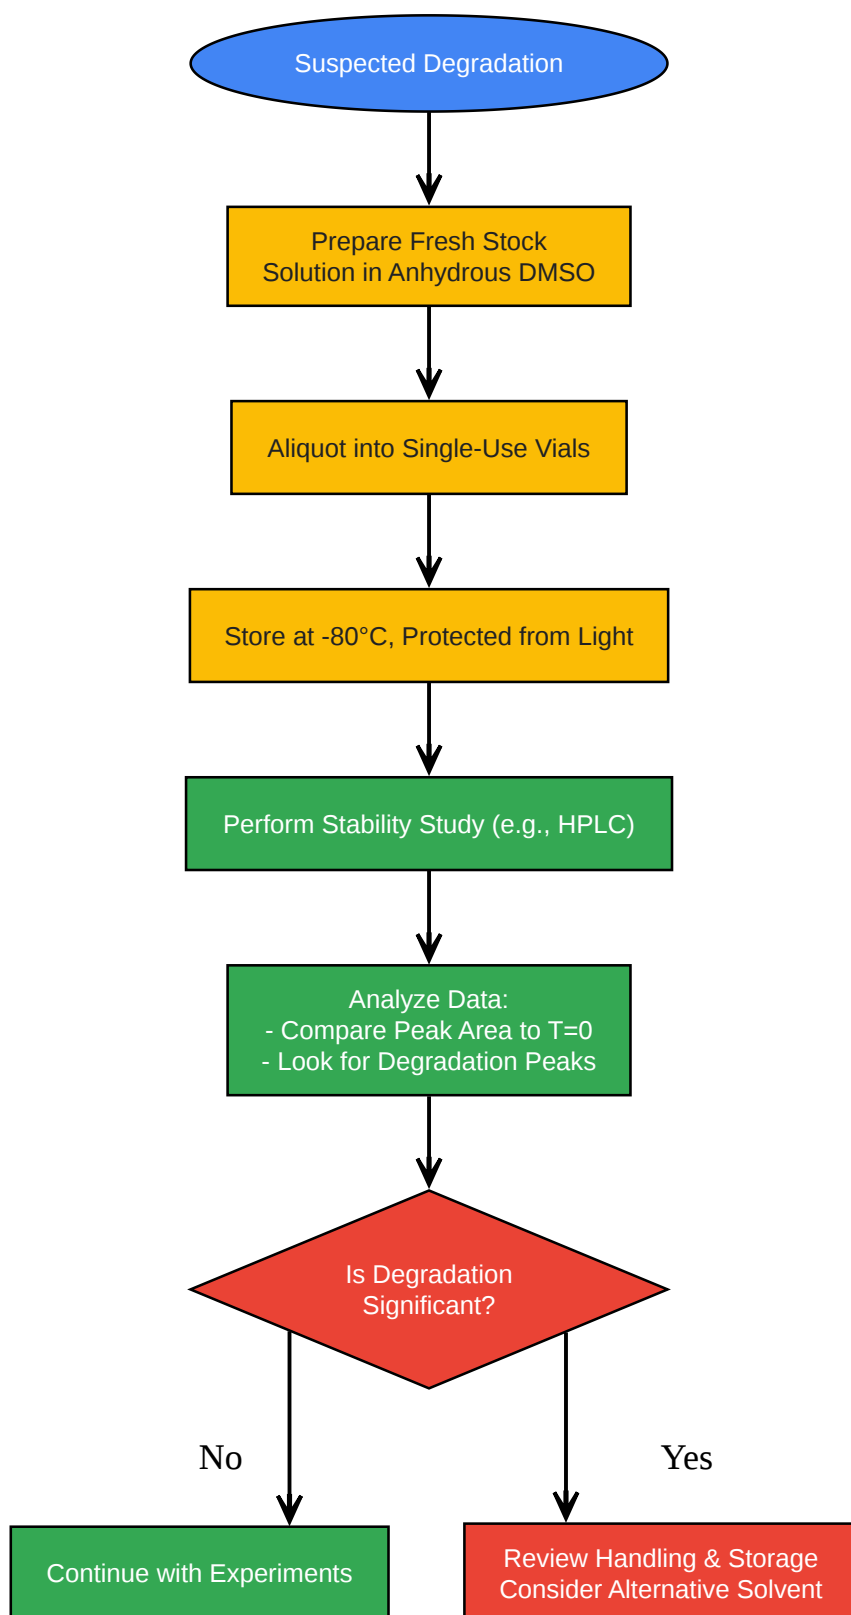 Suspected Degradation
Prepare Fresh Stock
Solution in Anhydrous DMSO
Aliquot into Single-Use Vials
Store at -80°C, Protected from Light
Perform Stability Study (e.g., HPLC)
Analyze Data:
- Compare Peak Area to T=0
- Look for Degradation Peaks
Is Degradation
Significant?
No
Yes
Continue with Experiments
Review Handling & Storage
Consider Alternative Solvent